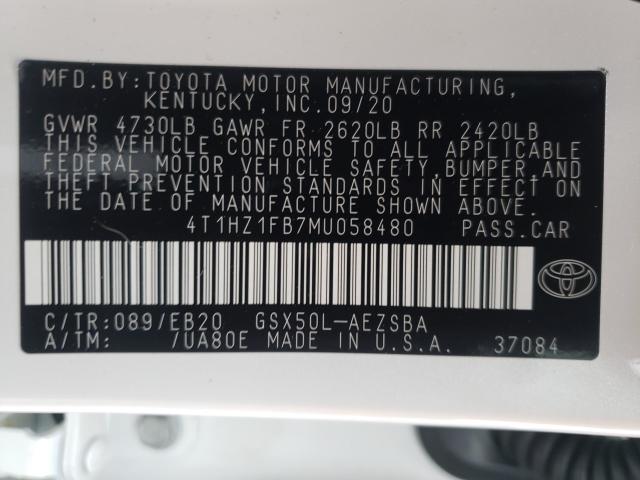 MFD.BY:TOYOTA MOTOR MANUFACTURING,
KENTUCKY,INC.09/20
GVWR 4730LB GAWR FR 2620LB RR 2420LB
THIS VEHICLE CONFORMS TO ALL APPLICABLE
FEDERAL MOTOR VEHICLE SAFETY,BUMPER,AND
THEFT PREVENTION STANDARDS IN EFFECT ON
THE DATE OF MANUFACTURE SHOWN ABOVE.
4T1HZ1FB7MU058480 PASS.CAR
C/TR:089/EB20 GSX50L-AEZSBA
A/TM: /UA80E MADE IN U.S.A. 37084